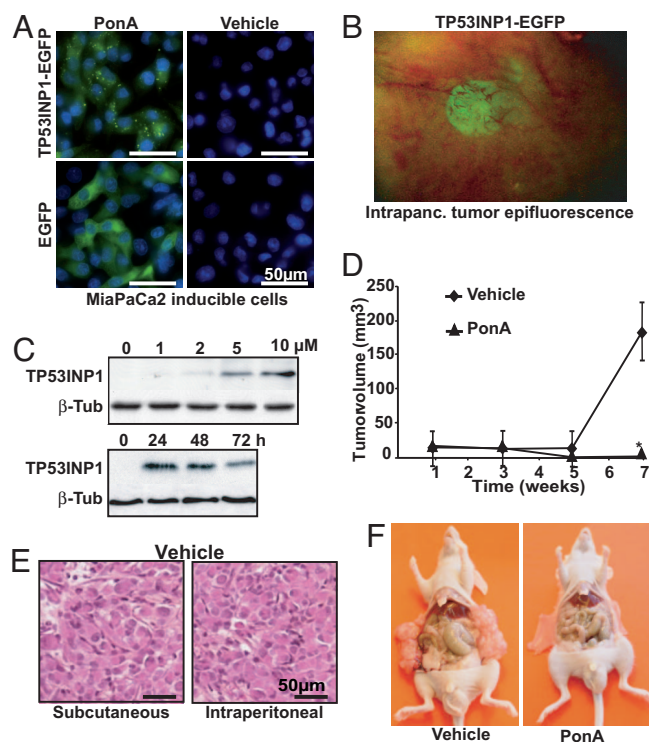 A
PonA Vehicle
TP53INP1-EGFP
EGFP
50µm
MiaPaCa2 inducible cells
B
TP53INP1-EGFP
Intrapanc. tumor epifluorescence
C
0 1 2 5 10 µM
TP53INP1
β-Tub
0 24 48 72 h
TP53INP1
β-Tub
D
Tumor volume (mm3)
250
200
150
100
50
0
Vehicle
PonA
*
1 2 3 4 5 6 7
Time (weeks)
E
Vehicle
50µm
Subcutaneous Intraperitoneal
F
Vehicle PonA